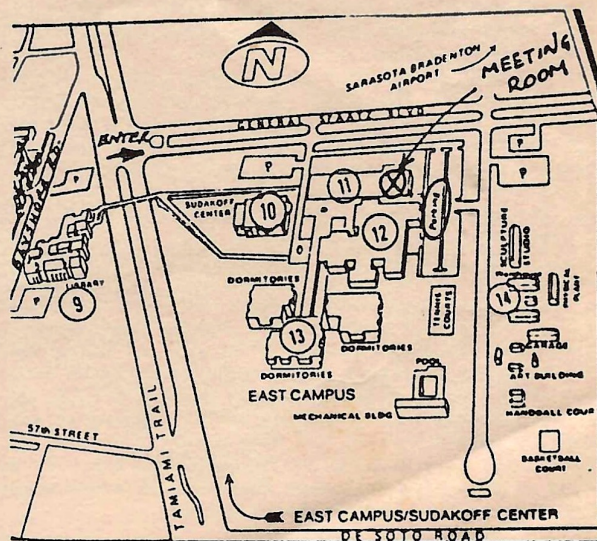 N
SARASOTA BRADENTON
AIRPORT
MEETING
ROOM
GENERAL SPAATZ BLVD
ENTER
P
P
P
P
BAYSHORE
11
SUDAKOFF
CENTER
10
12
Parking
SCULPTURE
STUDIO
LIBRARY
9
P
DORMITORIES
TENNIS
COURTS
14
PHYSICAL
PLANT
13
DORMITORIES
GARAGE
DORMITORIES
POOL
ART BUILDING
EAST CAMPUS
MECHANICAL BLDG
HANDBALL COUR
57th STREET
TAMIAMI TRAIL
BASKETBALL
COURT
EAST CAMPUS/SUDAKOFF CENTER
DE SOTO ROAD